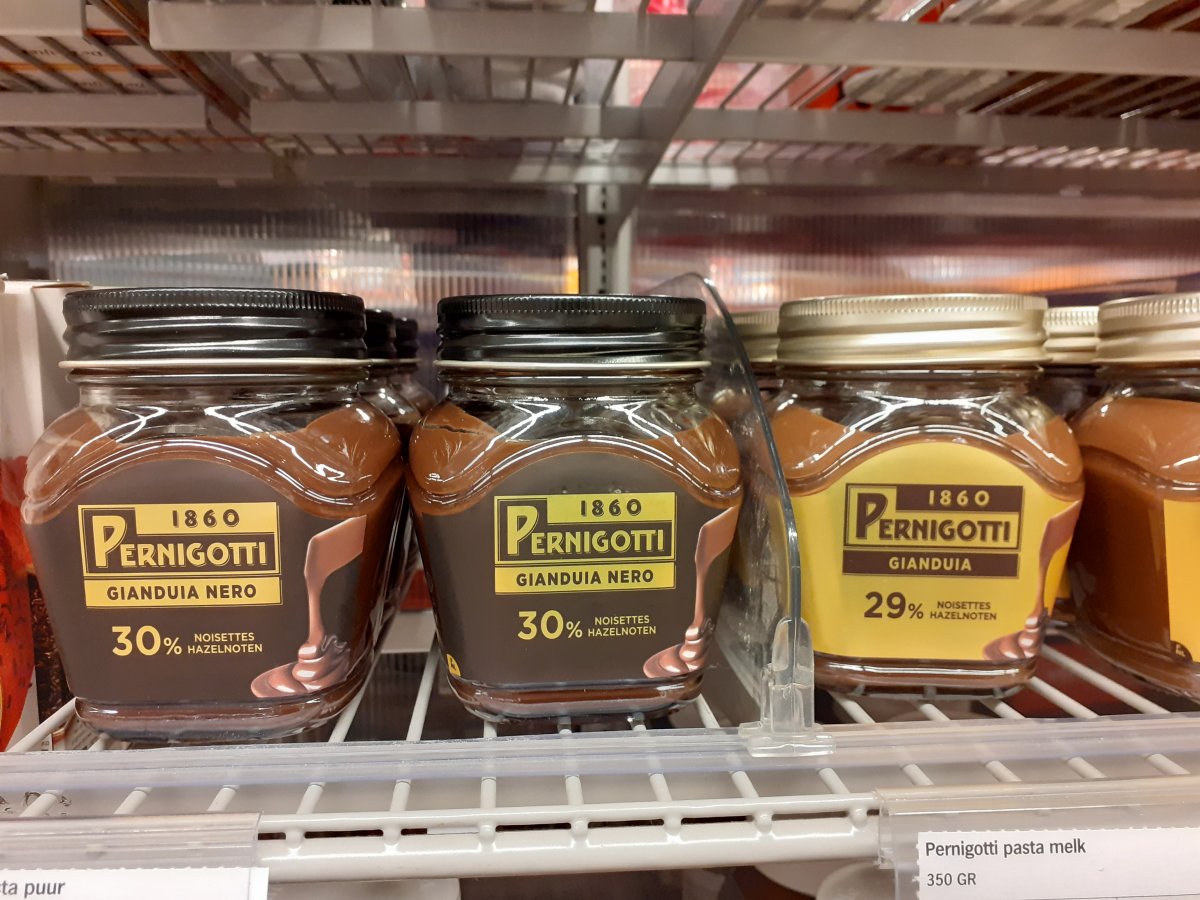 1860
PERNIGOTTI
GIANDUIA NERO
30% NOISETTES
HAZELNOTEN
1860
PERNIGOTTI
GIANDUIA NERO
30% NOISETTES
HAZELNOTEN
1860
PERNIGOTTI
GIANDUIA
29% NOISETTES
HAZELNOTEN
puur
Pernigotti pasta melk
350 GR